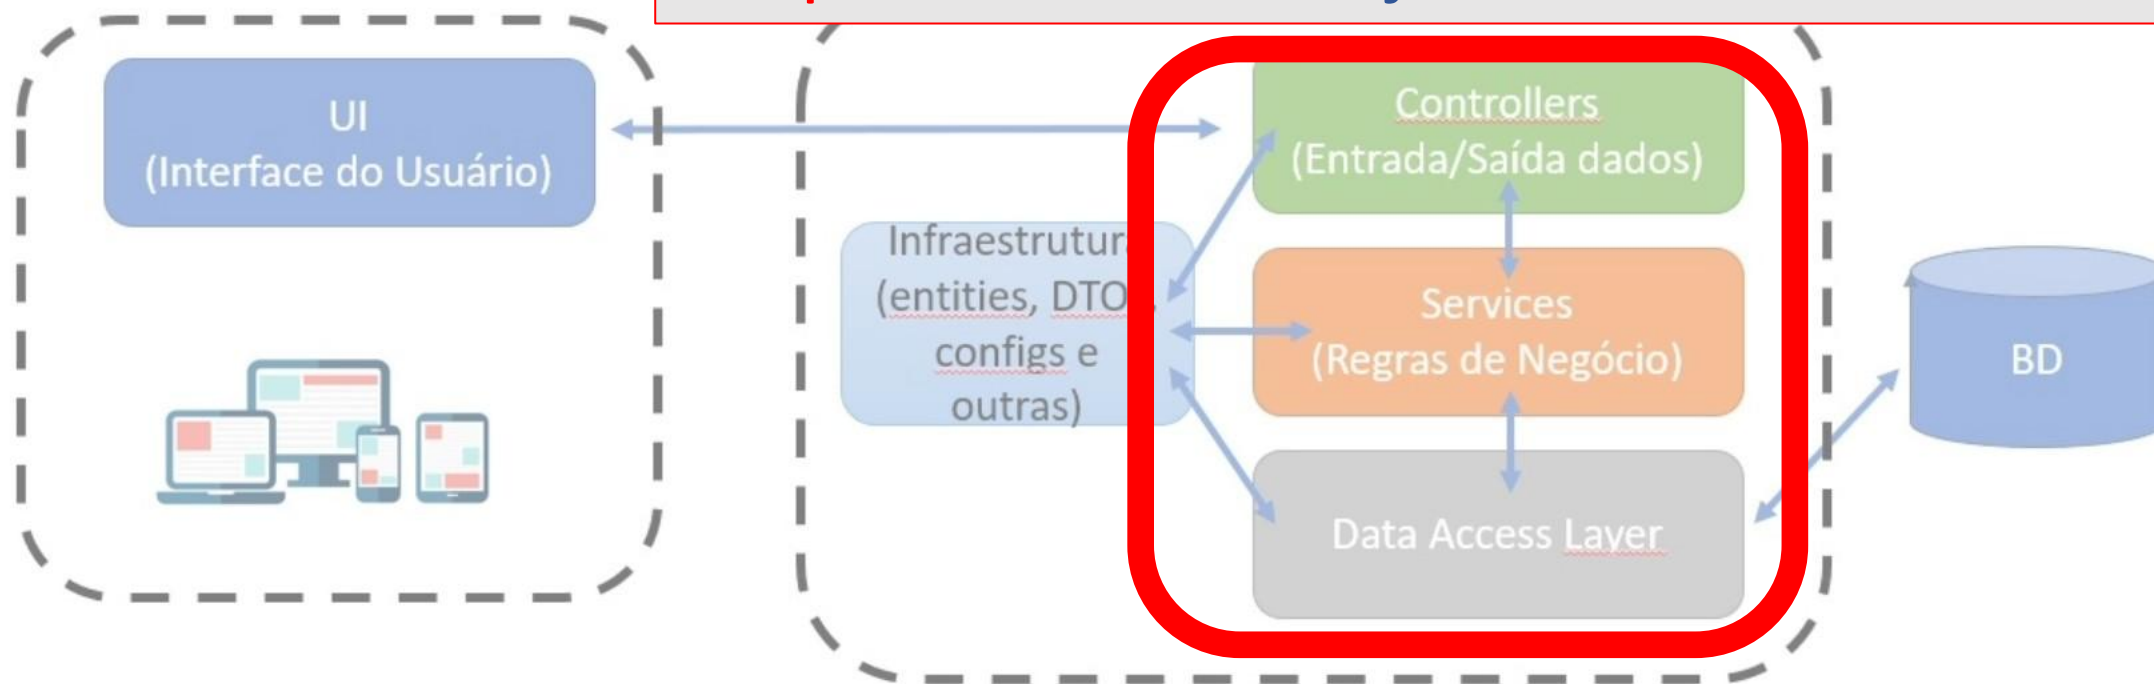 UI
(Interface do Usuário)
Controllers
(Entrada/Saída dados)
Infraestrutura
(entities, DTO
configs e
outras)
Services
(Regras de Negócio)
BD
Data Access Layer